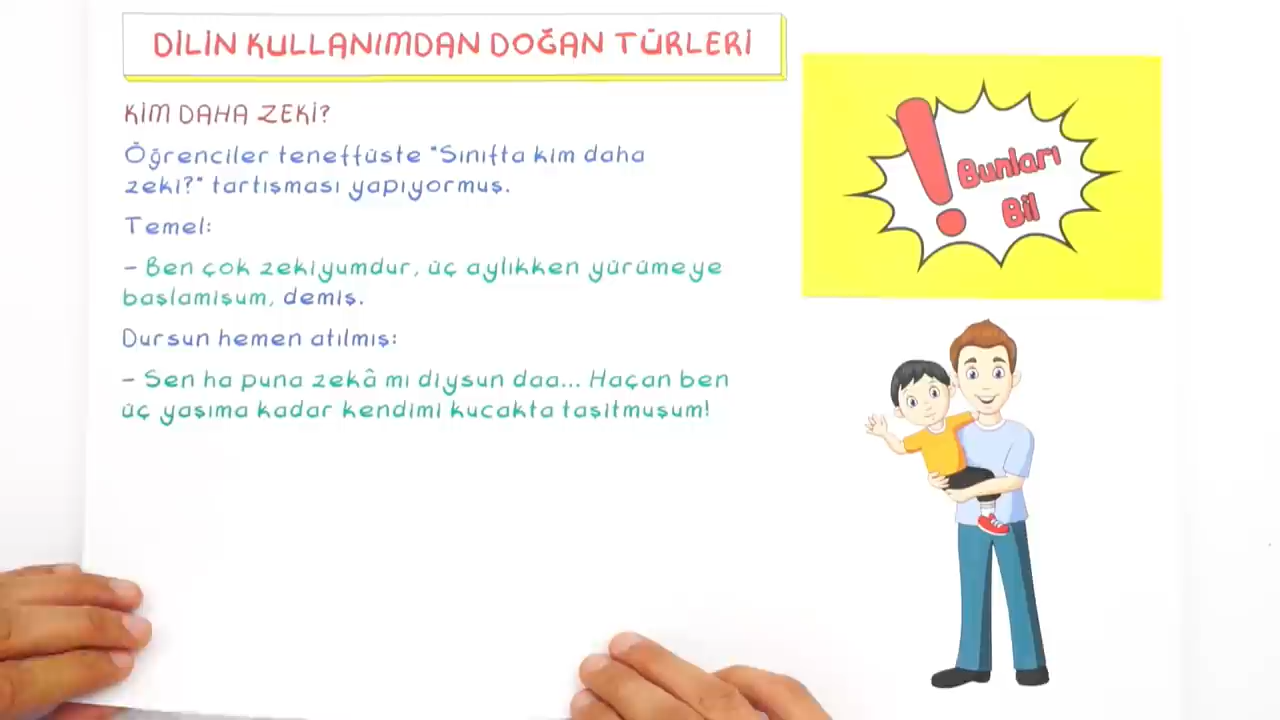 DİLİN KULLANIMDAN DOĞAN TÜRLERİ
KİM DAHA ZEKİ?
Öğrenciler teneffüste "Sınıfta kim daha
zeki?" tartışması yapıyormuş.
Temel:
- Ben çok zekiyumdur, üç aylıkken yürümeye
başlamişum, demiş.
Dursun hemen atılmış:
- Sen ha puna zekâ mı diysun daa... Haçan ben
üç yaşıma kadar kendimi kucakta taşitmuşum!
Bunları
Bil